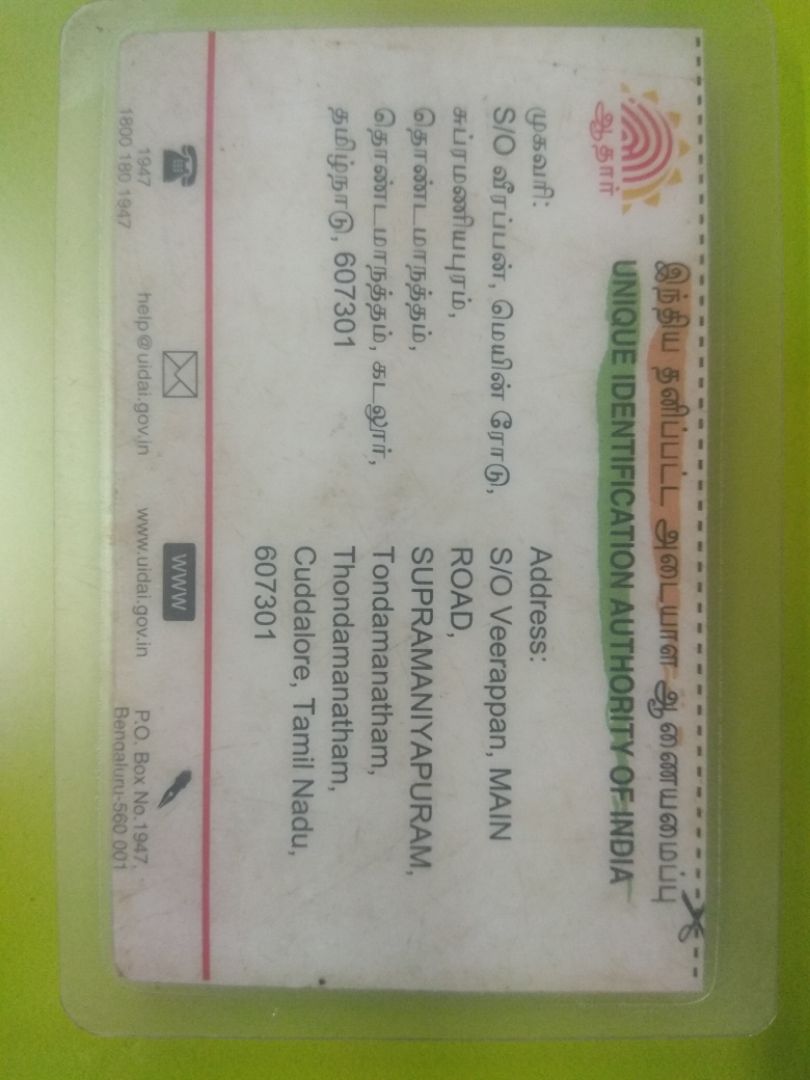 இந்திய தனிப்பட்ட அடையாள ஆணையமைப்பு
UNIQUE IDENTIFICATION AUTHORITY OF INDIA
ஆதார்
முகவரி:
S/O வீரப்பன், மெயின் ரோடு,
சுப்ரமணியபுரம்,
தொண்டமாநத்தம்,
தொண்டமாநத்தம், கடலூர்,
தமிழ்நாடு, 607301
Address:
S/O Veerappan, MAIN
ROAD,
SUPRAMANIYAPURAM,
Tondamanatham,
Thondamanatham,
Cuddalore, Tamil Nadu,
607301
1947
1800 180 1947
help@uidai.gov.in
WWW
www.uidai.gov.in
P.O. Box No.1947,
Bengaluru-560 001